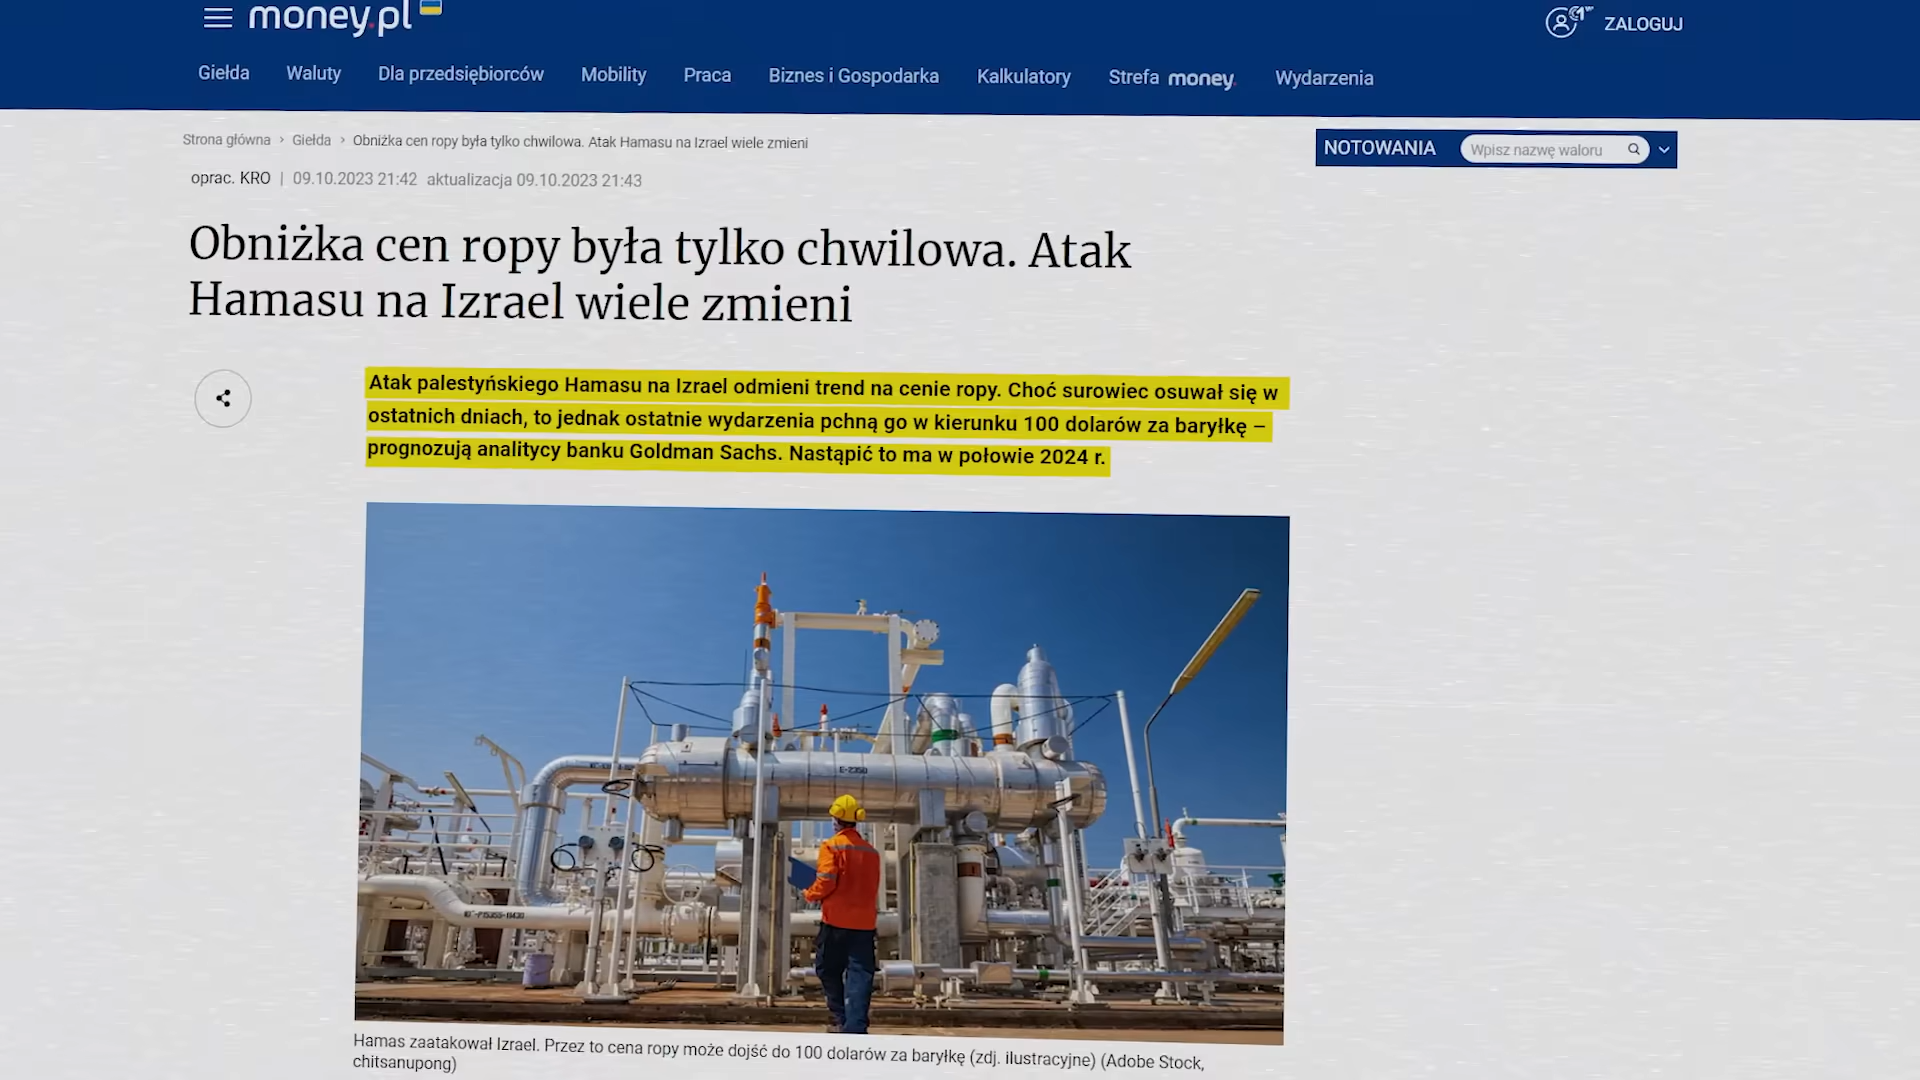 money.pl
ZALOGUJ
Giełda Waluty Dla przedsiębiorców Mobility Praca Biznes i Gospodarka Kalkulatory Strefa money. Wydarzenia
Strona główna › Giełda › Obniżka cen ropy była tylko chwilowa. Atak Hamasu na Izrael wiele zmieni
NOTOWANIA Wpisz nazwę waloru
oprac. KRO | 09.10.2023 21:42 aktualizacja 09.10.2023 21:43
Obniżka cen ropy była tylko chwilowa. Atak
Hamasu na Izrael wiele zmieni
Atak palestyńskiego Hamasu na Izrael odmieni trend na cenie ropy. Choć surowiec osuwał się w
ostatnich dniach, to jednak ostatnie wydarzenia pchną go w kierunku 100 dolarów za baryłkę –
prognozują analitycy banku Goldman Sachs. Nastąpić to ma w połowie 2024 r.
E-2350
Hamas zaatakował Izrael. Przez to cena ropy może dojść do 100 dolarów za baryłkę (zdj. ilustracyjne) (Adobe Stock,
chitsanupong)